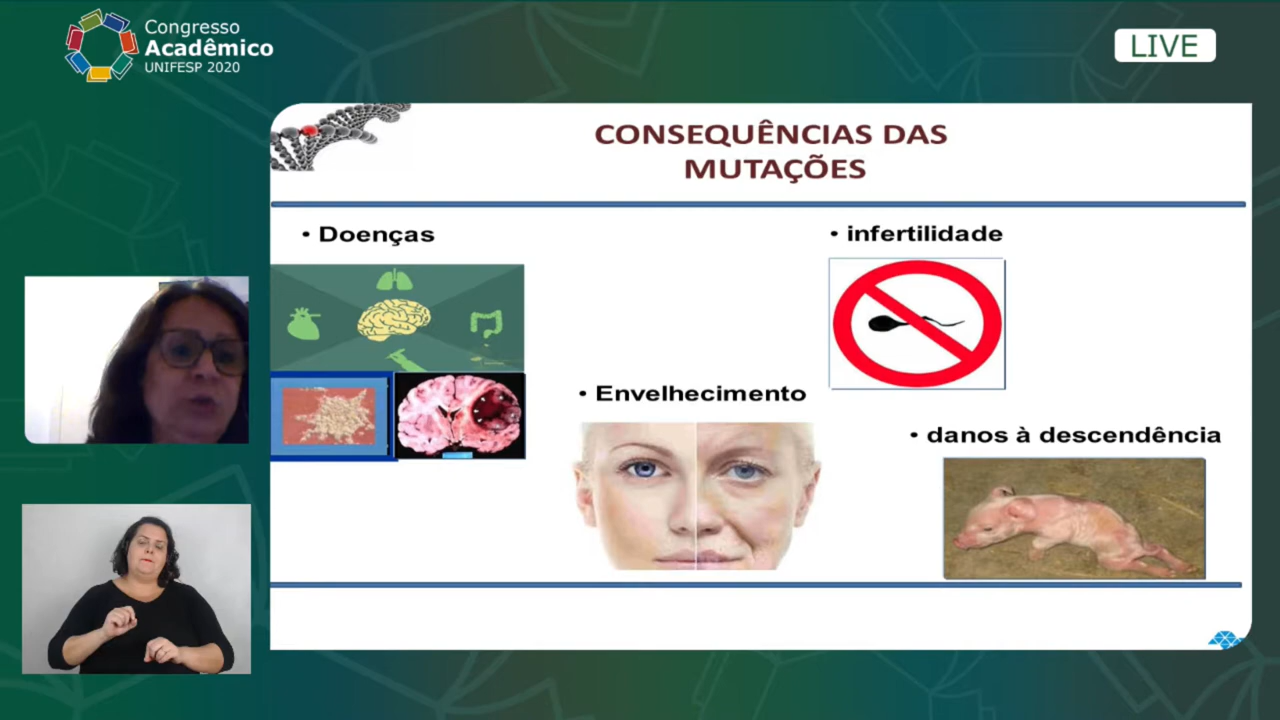 Congresso
Acadêmico
UNIFESP 2020
LIVE
CONSEQUÊNCIAS DAS
MUTAÇÕES
• Doenças
• infertilidade
• Envelhecimento
• danos à descendência